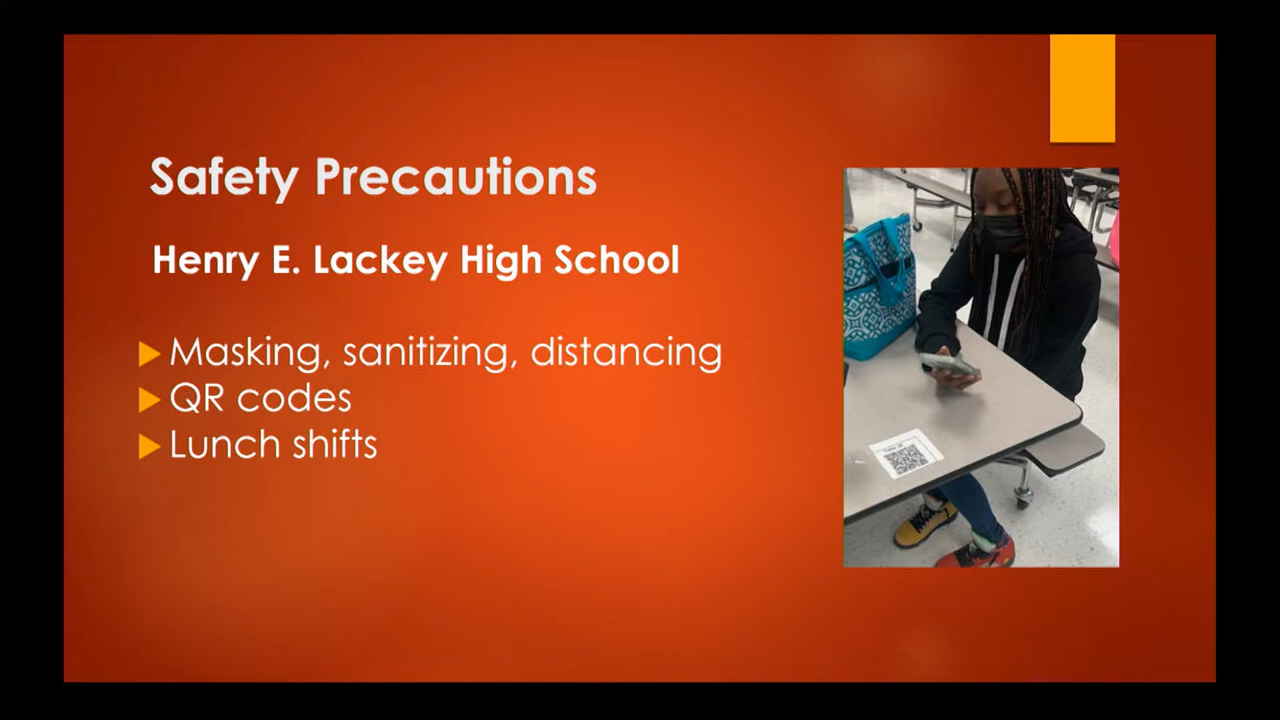 Safety Precautions
Henry E. Lackey High School
Masking, sanitizing, distancing
QR codes
Lunch shifts